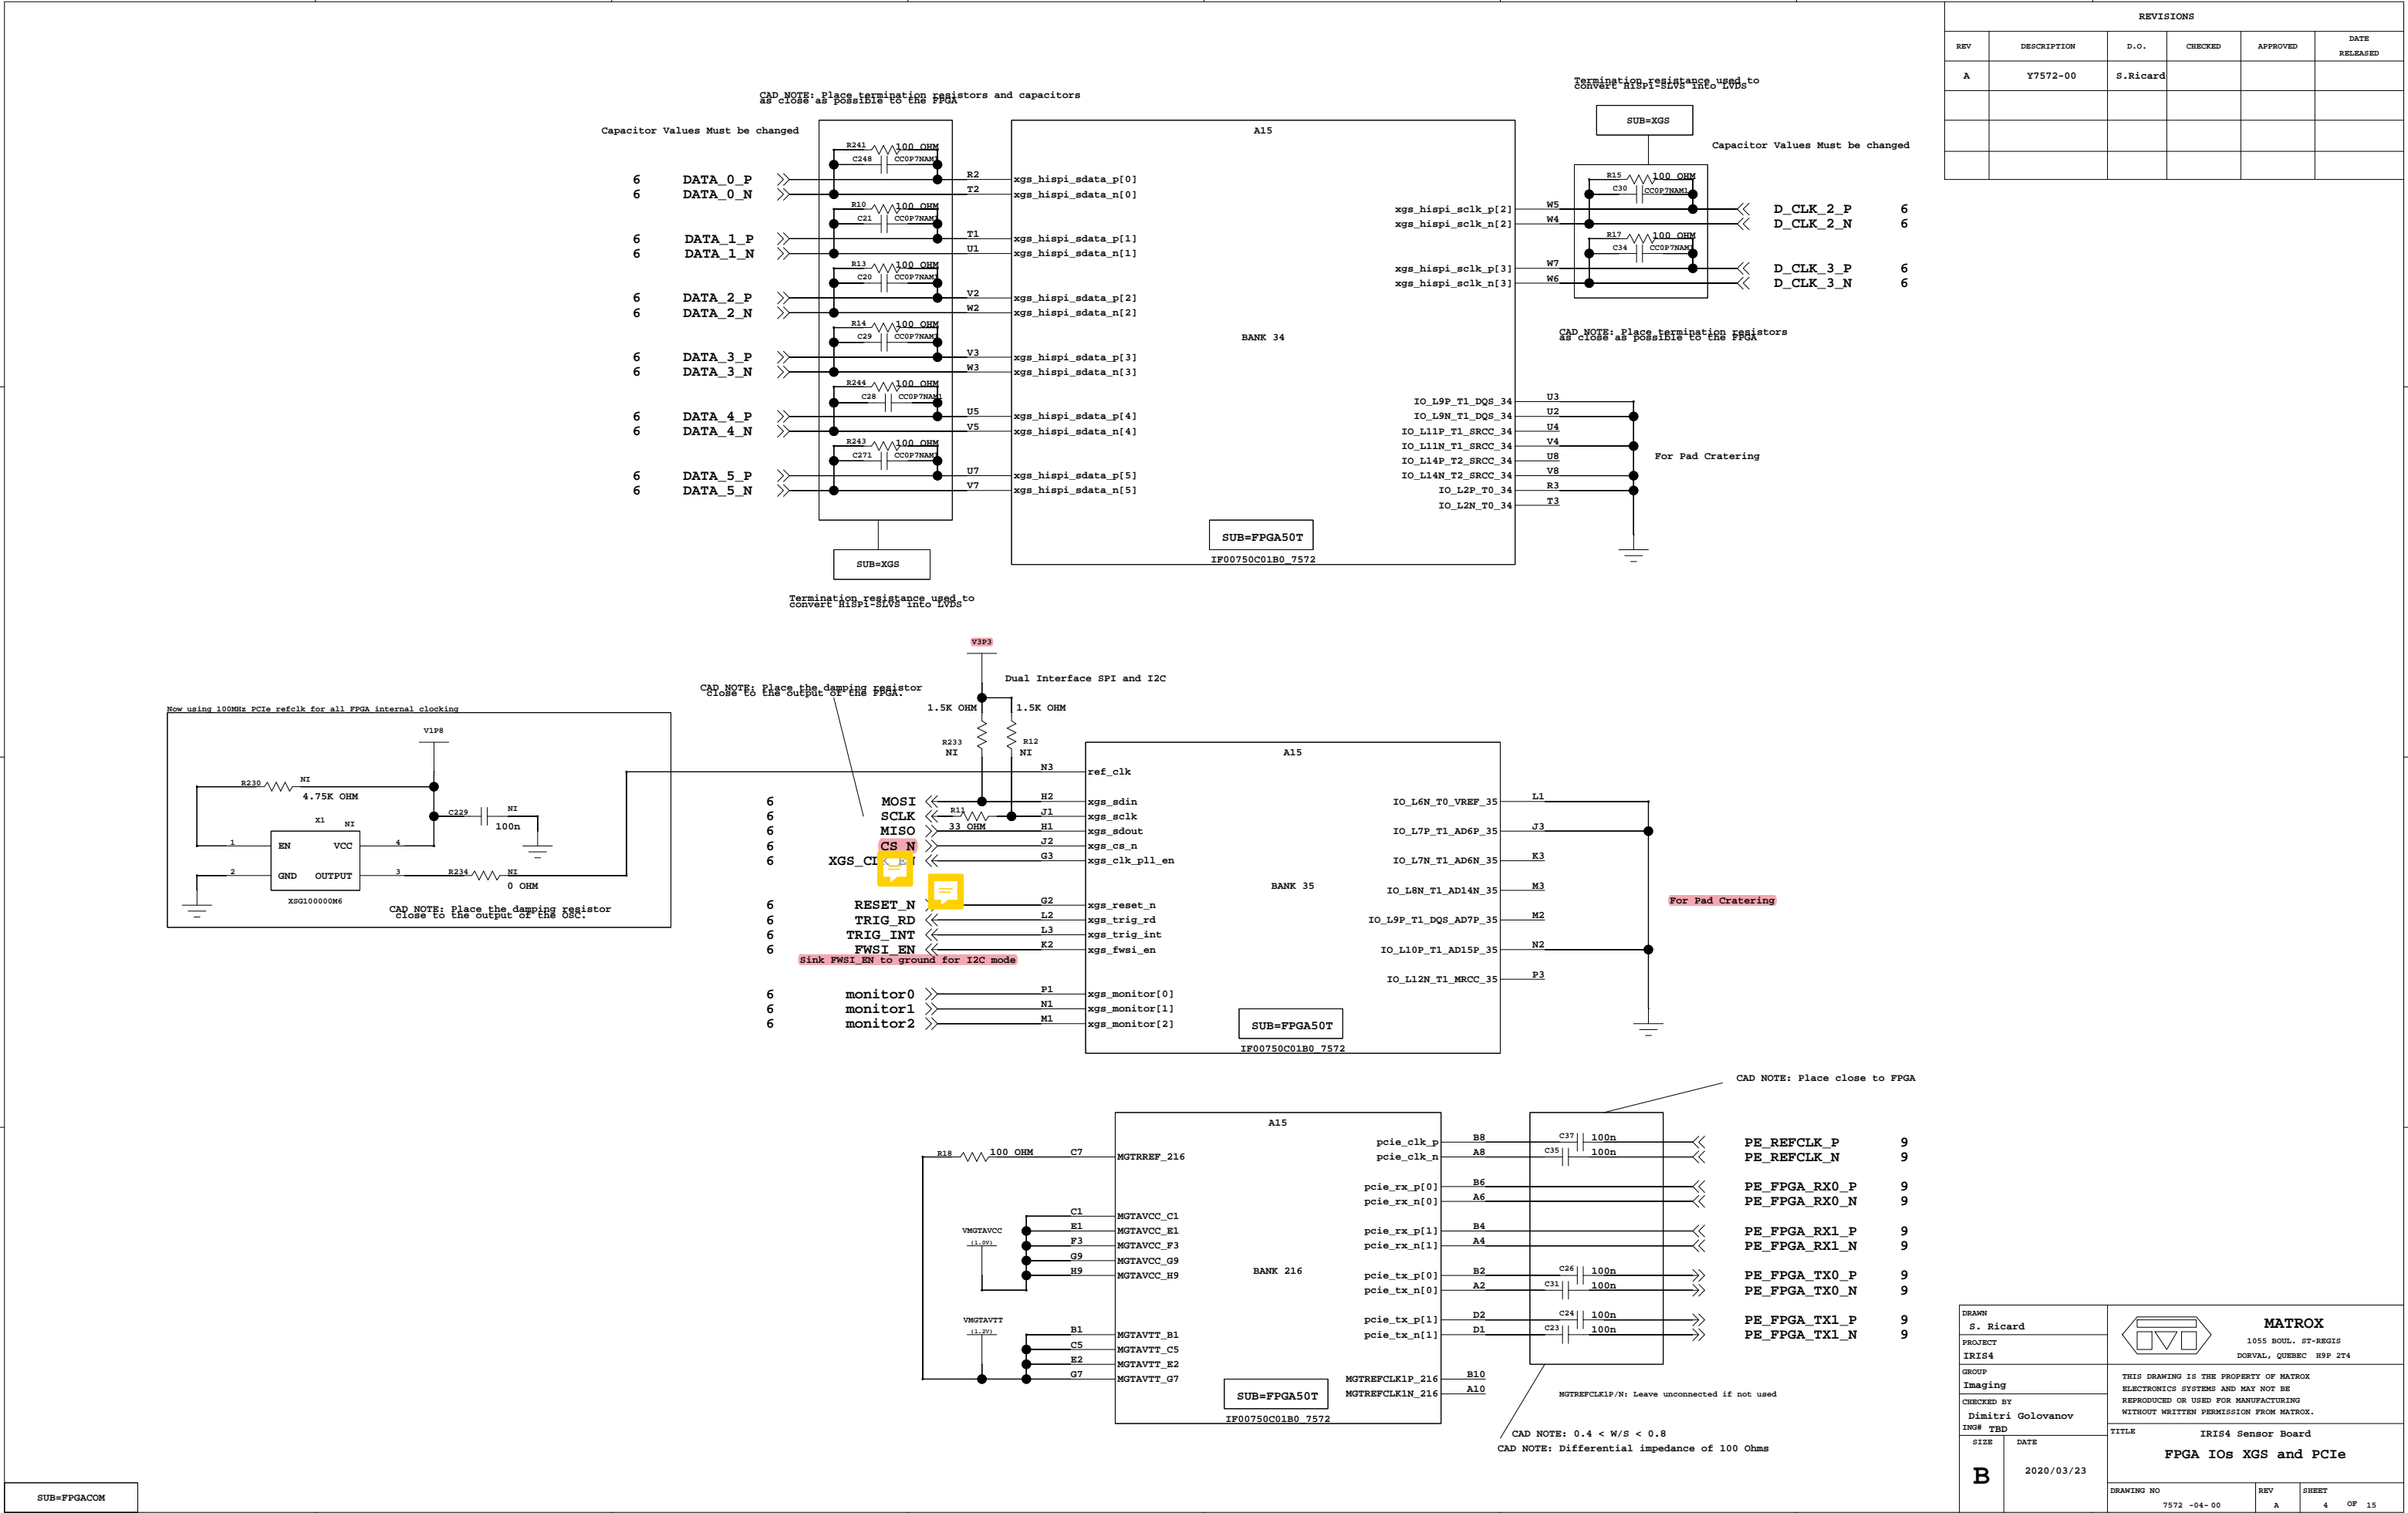 REVISIONS
REV DESCRIPTION D.O. CHECKED APPROVED DATE RELEASED
A Y7572-00 S.Ricard
CAD NOTE: Place termination resistors and capacitors
as close as possible to the FPGA
Capacitor Values Must be changed
R241 100 OHM
C248 CC0P7NAM1
6 DATA_0_P R2 xgs_hispi_sdata_p[0]
6 DATA_0_N T2 xgs_hispi_sdata_n[0]
R10 100 OHM
C21 CC0P7NAM1
6 DATA_1_P T1 xgs_hispi_sdata_p[1]
6 DATA_1_N U1 xgs_hispi_sdata_n[1]
R13 100 OHM
C20 CC0P7NAM1
6 DATA_2_P V2 xgs_hispi_sdata_p[2]
6 DATA_2_N W2 xgs_hispi_sdata_n[2]
R14 100 OHM
C29 CC0P7NAM1
6 DATA_3_P V3 xgs_hispi_sdata_p[3]
6 DATA_3_N W3 xgs_hispi_sdata_n[3]
R244 100 OHM
C28 CC0P7NAM1
6 DATA_4_P U5 xgs_hispi_sdata_p[4]
6 DATA_4_N V5 xgs_hispi_sdata_n[4]
R243 100 OHM
C271 CC0P7NAM1
6 DATA_5_P U7 xgs_hispi_sdata_p[5]
6 DATA_5_N V7 xgs_hispi_sdata_n[5]
SUB=XGS
Termination resistance used to
convert HiSPi-SLVS into LVDS
A15
BANK 34
SUB=FPGA50T
IF00750C01B0_7572
Termination resistance used to
convert HiSPi-SLVS into LVDS
SUB=XGS
Capacitor Values Must be changed
R15 100 OHM
C30 CC0P7NAM1
xgs_hispi_sclk_p[2] W5 D_CLK_2_P 6
xgs_hispi_sclk_n[2] W4 D_CLK_2_N 6
R17 100 OHM
C34 CC0P7NAM1
xgs_hispi_sclk_p[3] W7 D_CLK_3_P 6
xgs_hispi_sclk_n[3] W6 D_CLK_3_N 6
CAD NOTE: Place termination resistors
as close as possible to the FPGA
IO_L9P_T1_DQS_34 U3
IO_L9N_T1_DQS_34 U2
IO_L11P_T1_SRCC_34 U4
IO_L11N_T1_SRCC_34 V4
IO_L14P_T2_SRCC_34 U8
IO_L14N_T2_SRCC_34 V8
IO_L2P_T0_34 R3
IO_L2N_T0_34 T3
For Pad Cratering
V3P3
Dual Interface SPI and I2C
CAD NOTE: Place the damping resistor
close to the output of the FPGA.
1.5K OHM 1.5K OHM
R233 R12
NI NI
Now using 100MHz PCIe refclk for all FPGA internal clocking
V1P8
R230 NI
4.75K OHM
C229 NI
100n
X1 NI
1 EN VCC 4
2 GND OUTPUT 3
R234 NI
0 OHM
XSG100000M6
CAD NOTE: Place the damping resistor
close to the output of the OSC.
A15
N3 ref_clk
6 MOSI H2 xgs_sdin
6 SCLK R11 J1 xgs_sclk
33 OHM
6 MISO H1 xgs_sdout
6 CS_N J2 xgs_cs_n
6 G3 xgs_clk_pll_en
6 RESET_N G2 xgs_reset_n
6 TRIG_RD L2 xgs_trig_rd
6 TRIG_INT L3 xgs_trig_int
6 FWSI_EN K2 xgs_fwsi_en
Sink FWSI_EN to ground for I2C mode
6 monitor0 P1 xgs_monitor[0]
6 monitor1 N1 xgs_monitor[1]
6 monitor2 M1 xgs_monitor[2]
BANK 35
SUB=FPGA50T
IF00750C01B0_7572
IO_L6N_T0_VREF_35 L1
IO_L7P_T1_AD6P_35 J3
IO_L7N_T1_AD6N_35 K3
IO_L8N_T1_AD14N_35 M3
IO_L9P_T1_DQS_AD7P_35 M2
IO_L10P_T1_AD15P_35 N2
IO_L12N_T1_MRCC_35 P3
For Pad Cratering
CAD NOTE: Place close to FPGA
A15
R18 100 OHM C7 MGTRREF_216
VMGTAVCC
(1.0V)
C1 MGTAVCC_C1
E1 MGTAVCC_E1
F3 MGTAVCC_F3
G9 MGTAVCC_G9
H9 MGTAVCC_H9
VMGTAVTT
(1.2V)
B1 MGTAVTT_B1
C5 MGTAVTT_C5
E2 MGTAVTT_E2
G7 MGTAVTT_G7
BANK 216
SUB=FPGA50T
IF00750C01B0_7572
pcie_clk_p B8 C37 100n PE_REFCLK_P 9
pcie_clk_n A8 C35 100n PE_REFCLK_N 9
pcie_rx_p[0] B6 PE_FPGA_RX0_P 9
pcie_rx_n[0] A6 PE_FPGA_RX0_N 9
pcie_rx_p[1] B4 PE_FPGA_RX1_P 9
pcie_rx_n[1] A4 PE_FPGA_RX1_N 9
pcie_tx_p[0] B2 C26 100n PE_FPGA_TX0_P 9
pcie_tx_n[0] A2 C31 100n PE_FPGA_TX0_N 9
pcie_tx_p[1] D2 C24 100n PE_FPGA_TX1_P 9
pcie_tx_n[1] D1 C23 100n PE_FPGA_TX1_N 9
MGTREFCLK1P_216 B10
MGTREFCLK1N_216 A10
MGTREFCLK1P/N: Leave unconnected if not used
CAD NOTE: 0.4 < W/S < 0.8
CAD NOTE: Differential impedance of 100 Ohms
DRAWN
S. Ricard
PROJECT
IRIS4
GROUP
Imaging
CHECKED BY
Dimitri Golovanov
ING# TBD
SIZE DATE
B 2020/03/23
MATROX
1055 BOUL. ST-REGIS
DORVAL, QUEBEC H9P 2T4
THIS DRAWING IS THE PROPERTY OF MATROX
ELECTRONICS SYSTEMS AND MAY NOT BE
REPRODUCED OR USED FOR MANUFACTURING
WITHOUT WRITTEN PERMISSION FROM MATROX.
TITLE IRIS4 Sensor Board
FPGA IOs XGS and PCIe
DRAWING NO REV SHEET
7572 -04-00 A 4 OF 15
SUB=FPGACOM